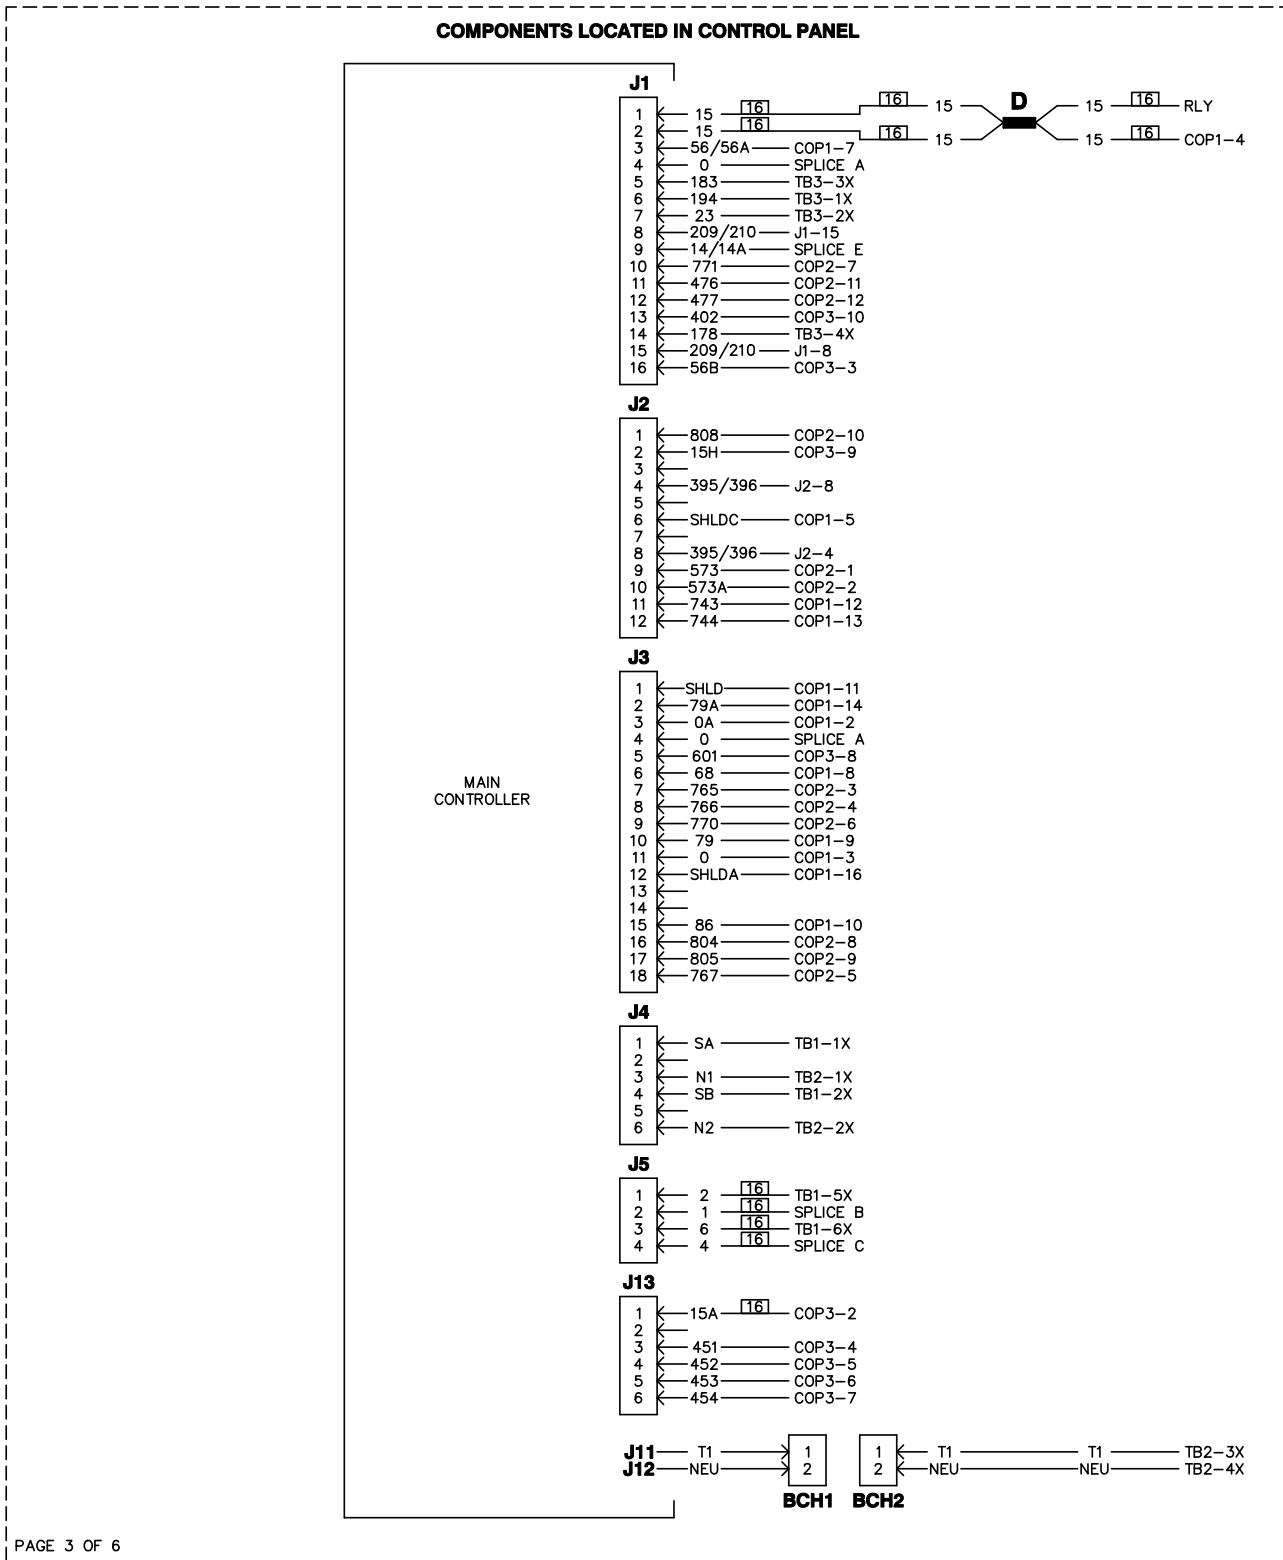 COMPONENTS LOCATED IN CONTROL PANEL
J1
1 15 16 16 15 D 15 16 RLY
2 15 16 16 15 15 16 COP1-4
3 56/56A COP1-7
4 0 SPLICE A
5 183 TB3-3X
6 194 TB3-1X
7 23 TB3-2X
8 209/210 J1-15
9 14/14A SPLICE E
10 771 COP2-7
11 476 COP2-11
12 477 COP2-12
13 402 COP3-10
14 178 TB3-4X
15 209/210 J1-8
16 56B COP3-3
J2
1 808 COP2-10
2 15H COP3-9
3
4 395/396 J2-8
5
6 SHLDC COP1-5
7
8 395/396 J2-4
9 573 COP2-1
10 573A COP2-2
11 743 COP1-12
12 744 COP1-13
J3
1 SHLD COP1-11
2 79A COP1-14
3 0A COP1-2
4 0 SPLICE A
5 601 COP3-8
6 68 COP1-8
7 765 COP2-3
8 766 COP2-4
9 770 COP2-6
10 79 COP1-9
11 0 COP1-3
12 SHLDA COP1-16
13
14
15 86 COP1-10
16 804 COP2-8
17 805 COP2-9
18 767 COP2-5
MAIN
CONTROLLER
J4
1 SA TB1-1X
2
3 N1 TB2-1X
4 SB TB1-2X
5
6 N2 TB2-2X
J5
1 2 16 TB1-5X
2 1 16 SPLICE B
3 6 16 TB1-6X
4 4 16 SPLICE C
J13
1 15A 16 COP3-2
2
3 451 COP3-4
4 452 COP3-5
5 453 COP3-6
6 454 COP3-7
J11 T1 1 1 T1 T1 TB2-3X
J12 NEU 2 2 NEU NEU TB2-4X
BCH1 BCH2
PAGE 3 OF 6